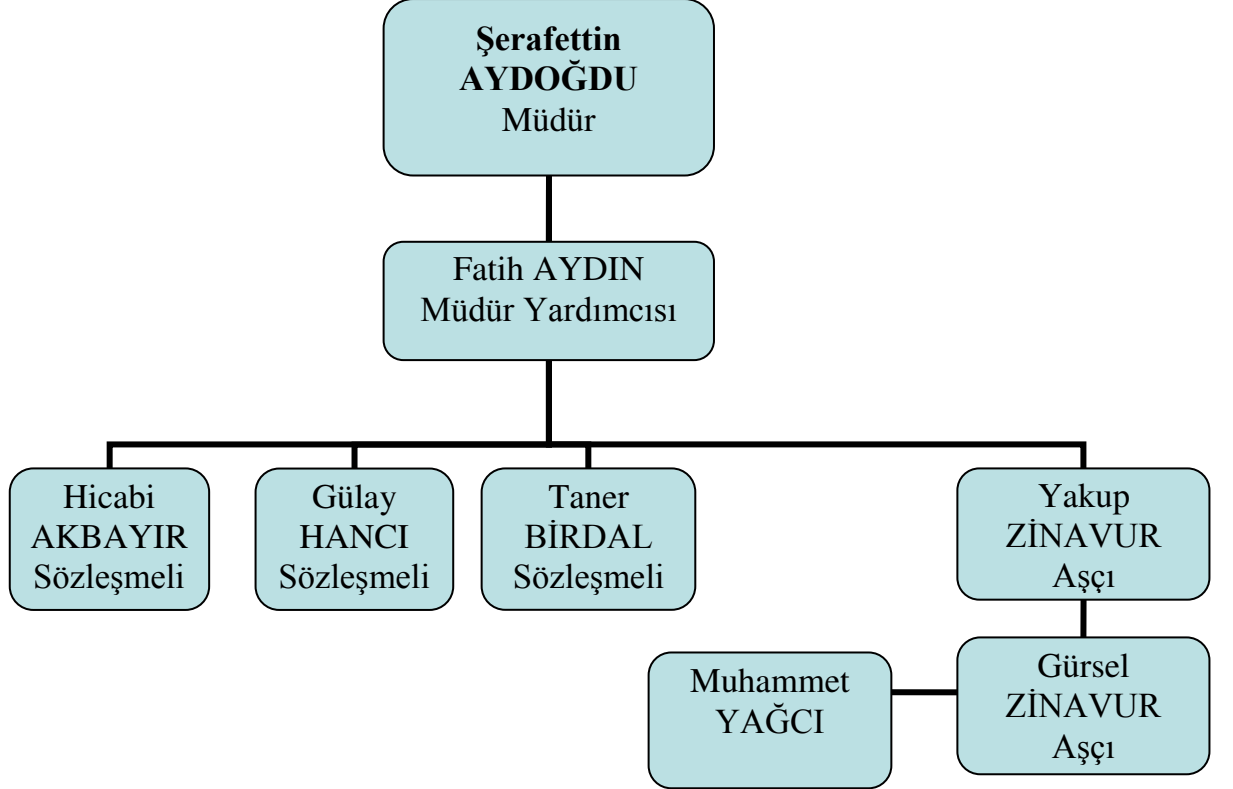 Şerafettin
AYDOĞDU
Müdür
Fatih AYDIN
Müdür Yardımcısı
Hicabi
AKBAYIR
Sözleşmeli
Gülay
HANCI
Sözleşmeli
Taner
BİRDAL
Sözleşmeli
Yakup
ZİNAVUR
Aşçı
Muhammet
YAĞCI
Gürsel
ZİNAVUR
Aşçı